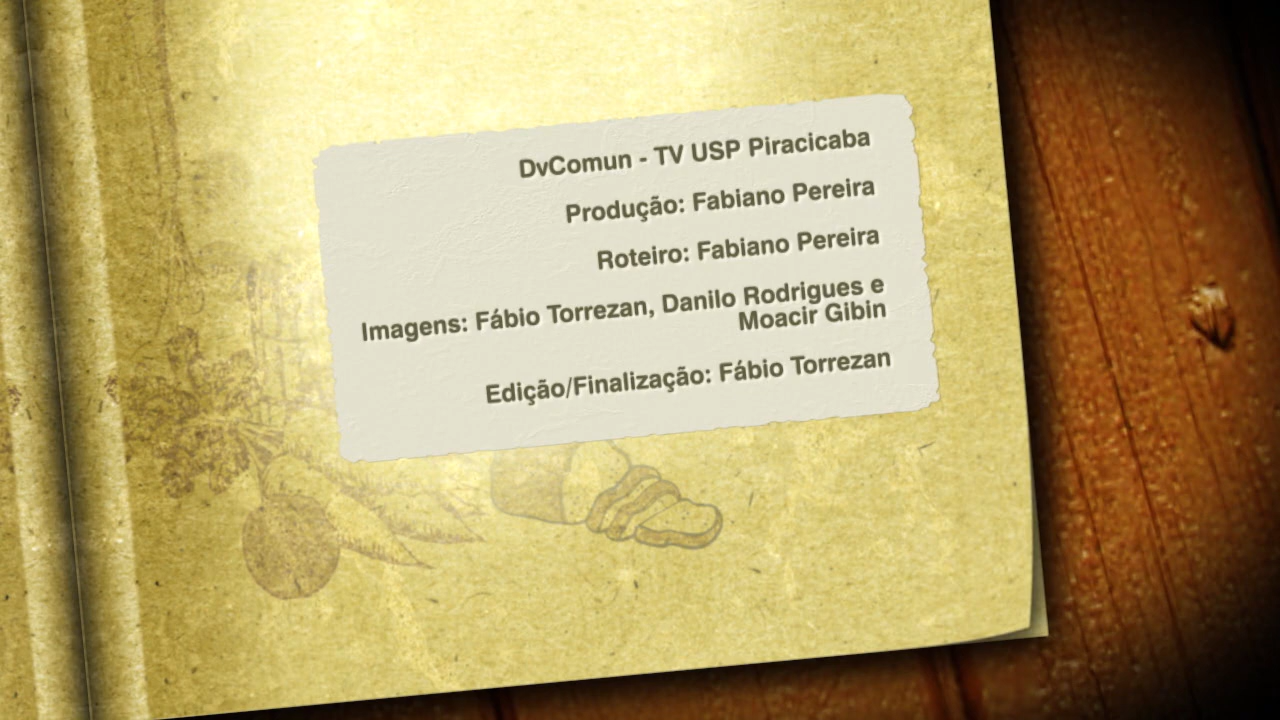 DvComun - TV USP Piracicaba
Produção: Fabiano Pereira
Roteiro: Fabiano Pereira
Imagens: Fábio Torrezan, Danilo Rodrigues e
Moacir Gibin
Edição/Finalização: Fábio Torrezan